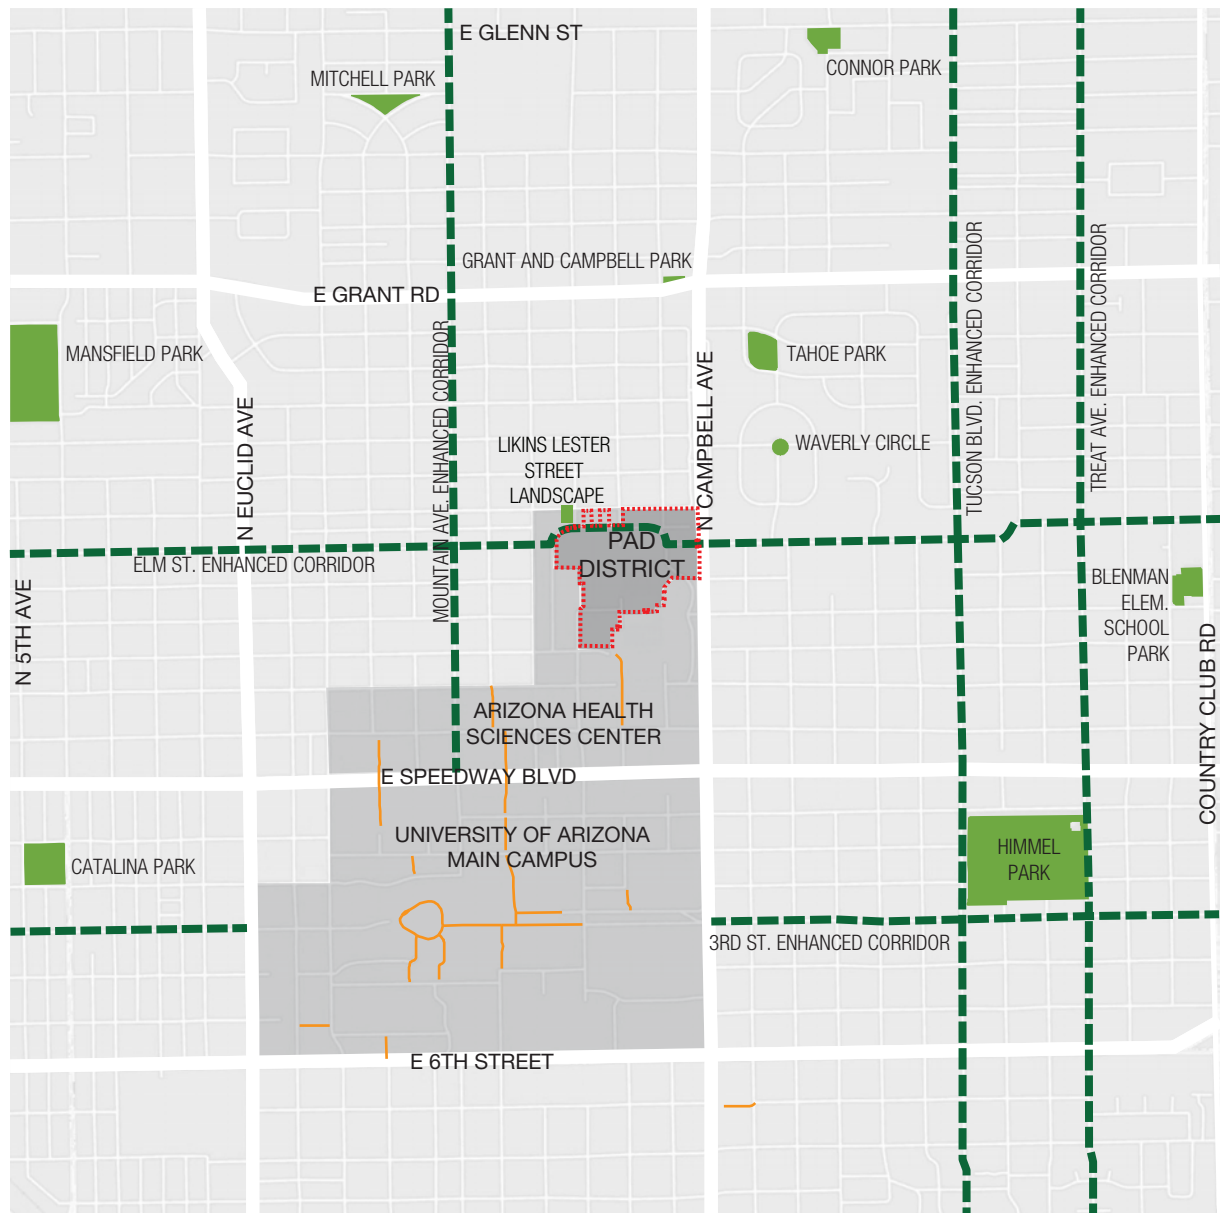 E GLENN ST
CONNOR PARK
MITCHELL PARK
GRANT AND CAMPBELL PARK
E GRANT RD
MANSFIELD PARK
TAHOE PARK
TUCSON BLVD. ENHANCED CORRIDOR
TREAT AVE. ENHANCED CORRIDOR
MOUNTAIN AVE. ENHANCED CORRIDOR
N EUCLID AVE
N CAMPBELL AVE
LIKINS LESTER
STREET
LANDSCAPE
WAVERLY CIRCLE
PAD
DISTRICT
ELM ST. ENHANCED CORRIDOR
N 5TH AVE
BLENMAN
ELEM.
SCHOOL
PARK
COUNTRY CLUB RD
ARIZONA HEALTH
SCIENCES CENTER
E SPEEDWAY BLVD
UNIVERSITY OF ARIZONA
MAIN CAMPUS
CATALINA PARK
HIMMEL
PARK
3RD ST. ENHANCED CORRIDOR
E 6TH STREET